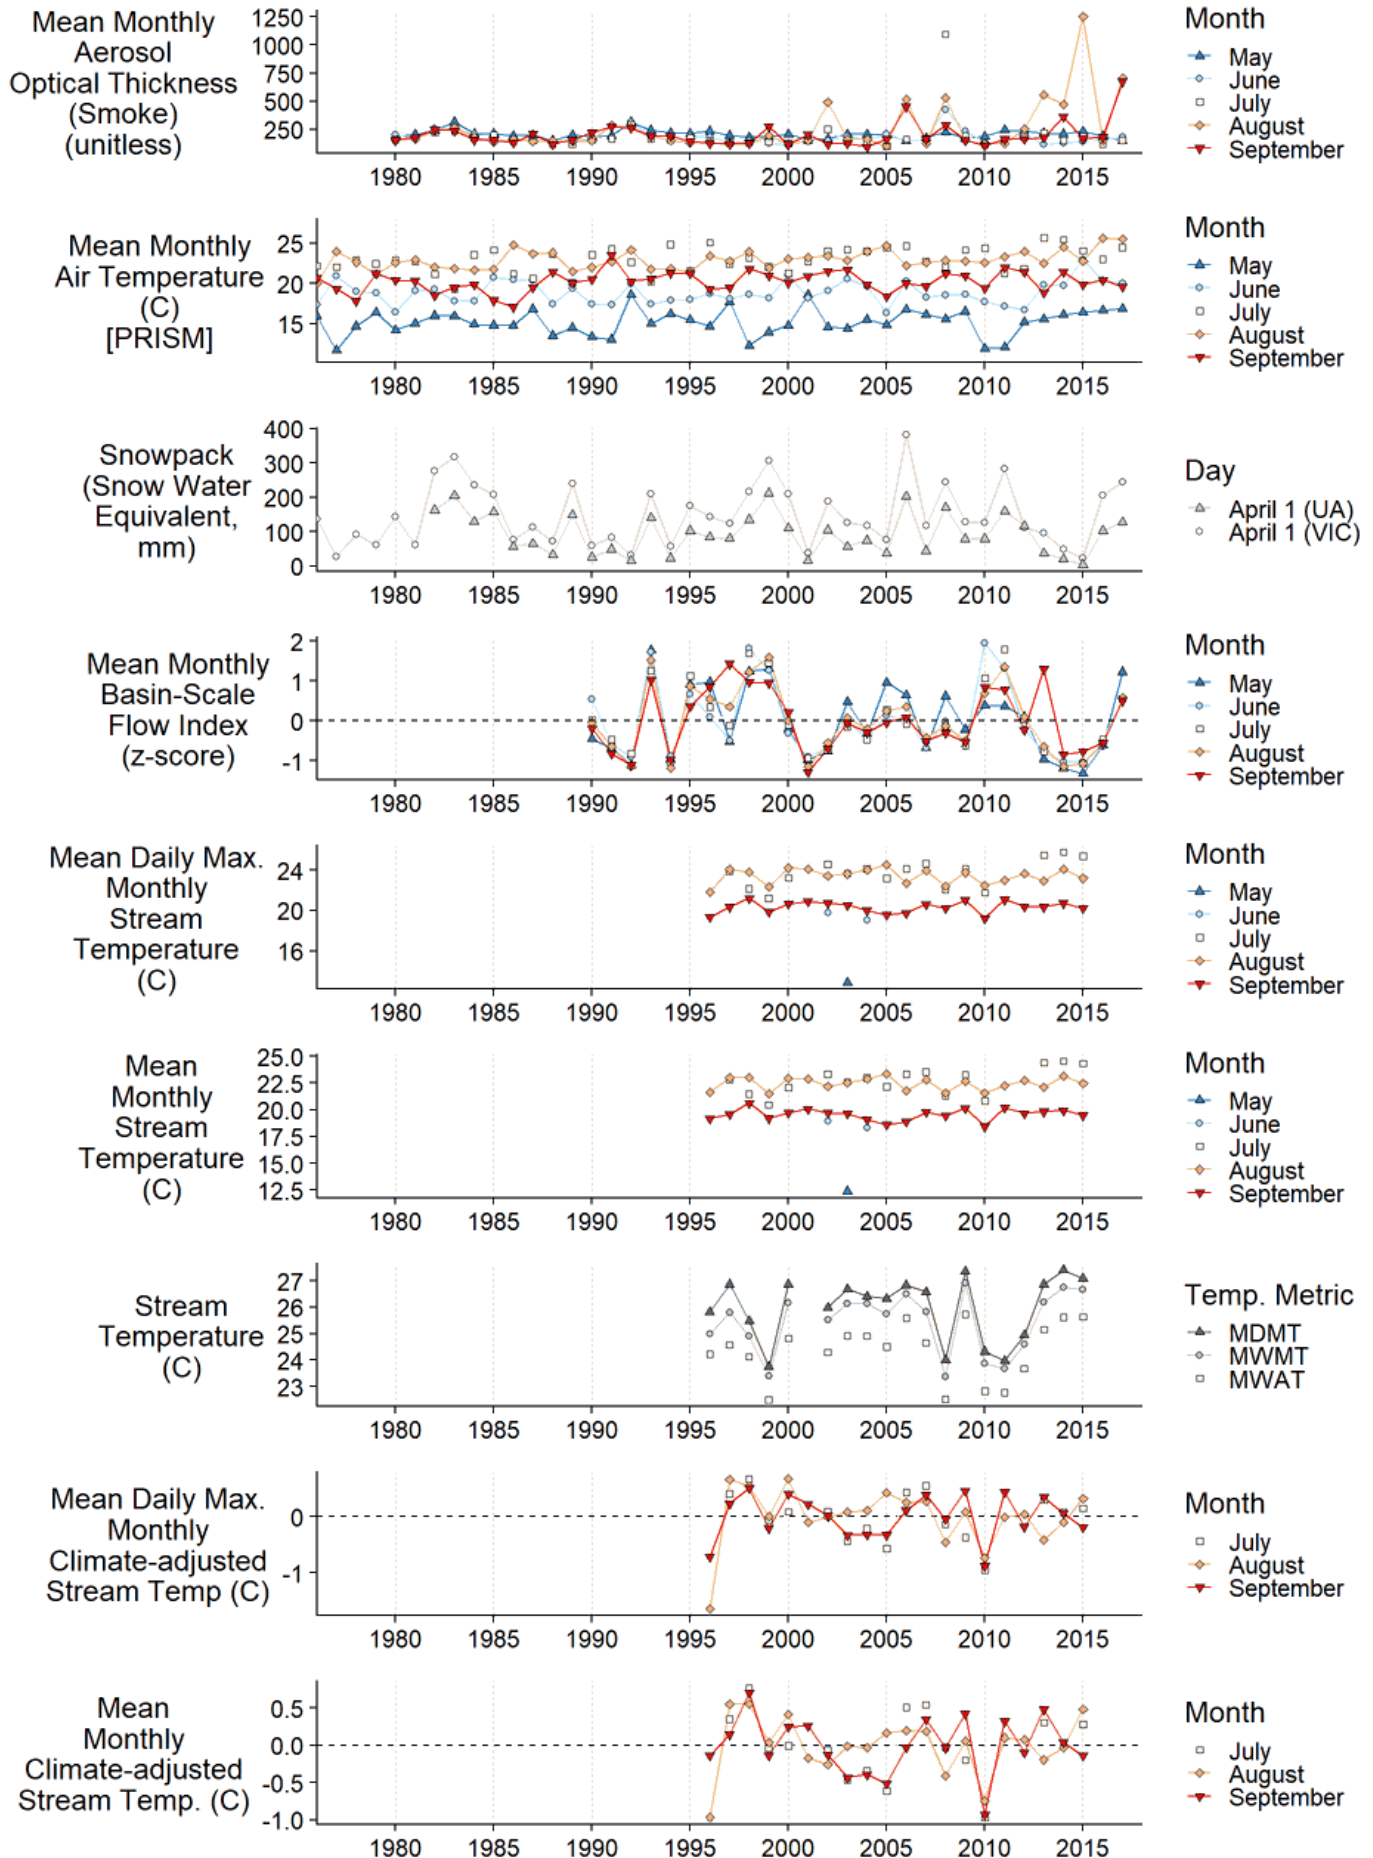 Mean Monthly
Aerosol
Optical Thickness
(Smoke)
(unitless)
1250
1000
750
500
250
1980 1985 1990 1995 2000 2005 2010 2015
Month
May
June
July
August
September
Mean Monthly
Air Temperature
(C)
[PRISM]
25
20
15
1980 1985 1990 1995 2000 2005 2010 2015
Month
May
June
July
August
September
Snowpack
(Snow Water
Equivalent,
mm)
400
300
200
100
0
1980 1985 1990 1995 2000 2005 2010 2015
Day
April 1 (UA)
April 1 (VIC)
Mean Monthly
Basin-Scale
Flow Index
(z-score)
2
1
0
-1
1980 1985 1990 1995 2000 2005 2010 2015
Month
May
June
July
August
September
Mean Daily Max.
Monthly
Stream
Temperature
(C)
24
20
16
1980 1985 1990 1995 2000 2005 2010 2015
Month
May
June
July
August
September
Mean
Monthly
Stream
Temperature
(C)
25.0
22.5
20.0
17.5
15.0
12.5
1980 1985 1990 1995 2000 2005 2010 2015
Month
May
June
July
August
September
Stream
Temperature
(C)
27
26
25
24
23
1980 1985 1990 1995 2000 2005 2010 2015
Temp. Metric
MDMT
MWMT
MWAT
Mean Daily Max.
Monthly
Climate-adjusted
Stream Temp (C)
0
-1
1980 1985 1990 1995 2000 2005 2010 2015
Month
July
August
September
Mean
Monthly
Climate-adjusted
Stream Temp. (C)
0.5
0.0
-0.5
-1.0
1980 1985 1990 1995 2000 2005 2010 2015
Month
July
August
September